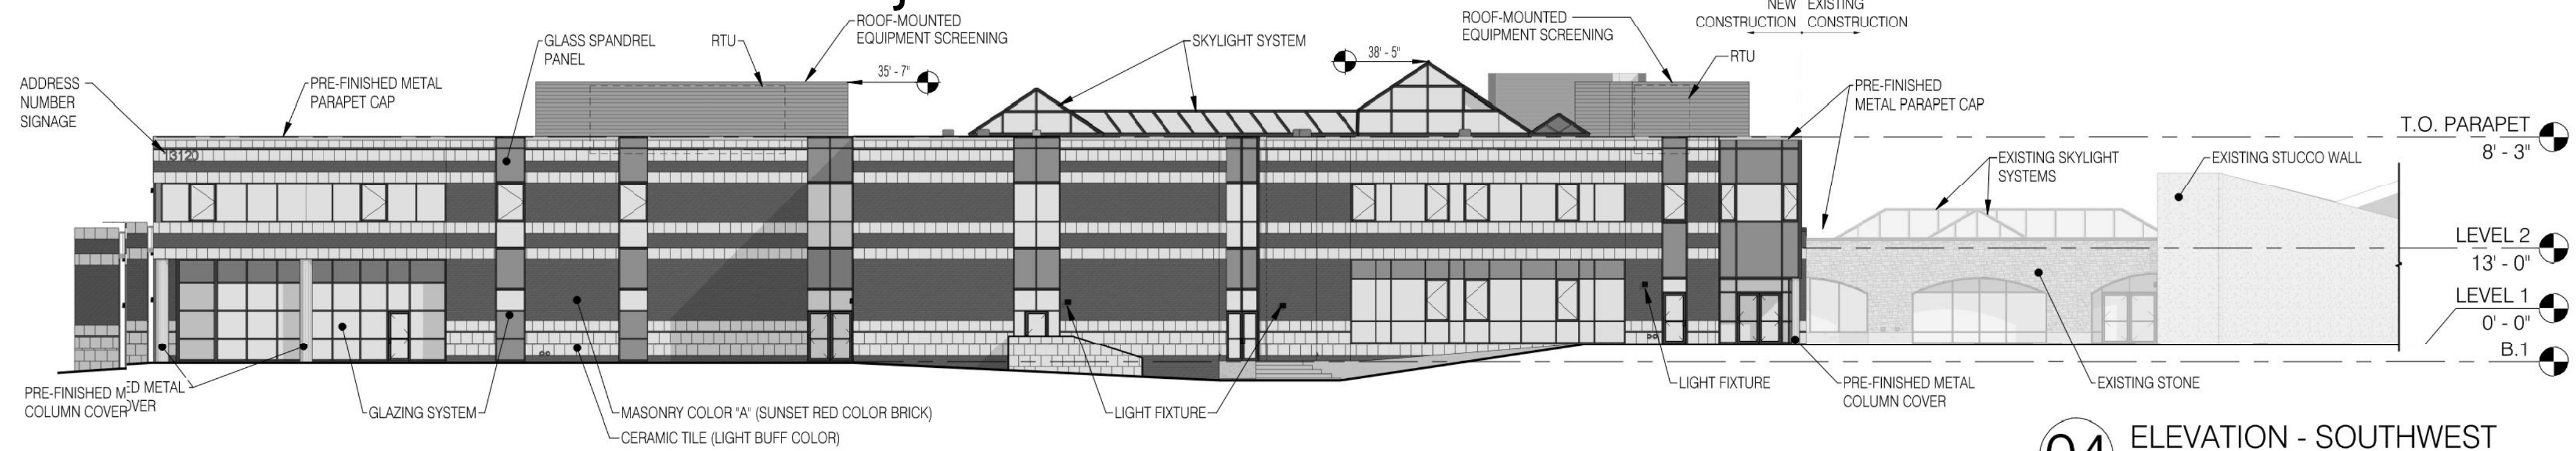 ADDRESS
NUMBER
SIGNAGE
PRE-FINISHED METAL
PARAPET CAP
GLASS SPANDREL
PANEL
RTU
ROOF-MOUNTED
EQUIPMENT SCREENING
35' - 7"
SKYLIGHT SYSTEM
38' - 5"
ROOF-MOUNTED
EQUIPMENT SCREENING
RTU
NEW EXISTING
CONSTRUCTION CONSTRUCTION
PRE-FINISHED
METAL PARAPET CAP
T.O. PARAPET
8' - 3"
EXISTING SKYLIGHT
SYSTEMS
EXISTING STUCCO WALL
13120
LEVEL 2
13' - 0"
LEVEL 1
0' - 0"
B.1
PRE-FINISHED M
COLUMN COVER
ED METAL
OVER
GLAZING SYSTEM
MASONRY COLOR "A" (SUNSET RED COLOR BRICK)
CERAMIC TILE (LIGHT BUFF COLOR)
LIGHT FIXTURE
LIGHT FIXTURE
PRE-FINISHED METAL
COLUMN COVER
EXISTING STONE
04 ELEVATION - SOUTHWEST